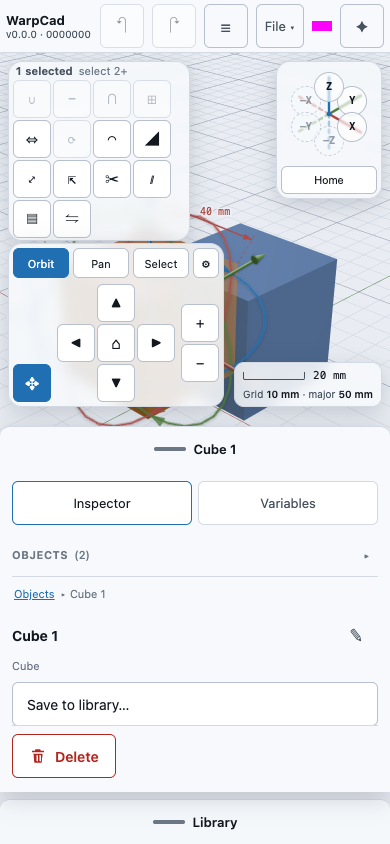 WarpCad
v0.0.0 · 0000000
File
1 selected select 2+
Z
-X
Y
-Y
X
-Z
Home
40 mm
Orbit
Pan
Select
+
−
20 mm
Grid 10 mm · major 50 mm
Cube 1
Inspector
Variables
OBJECTS (2)
Objects ‣ Cube 1
Cube 1
Cube
Save to library...
Delete
Library